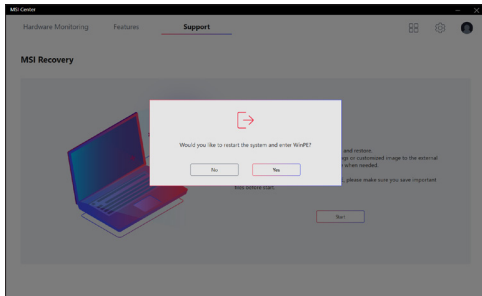 MSI Center
Hardware Monitoring Features Support
MSI Recovery
Would you like to restart the system and enter WinPE?
and restore.
or customized image to the external
when needed.
, please make sure you save important
files before start.
No Yes
Start